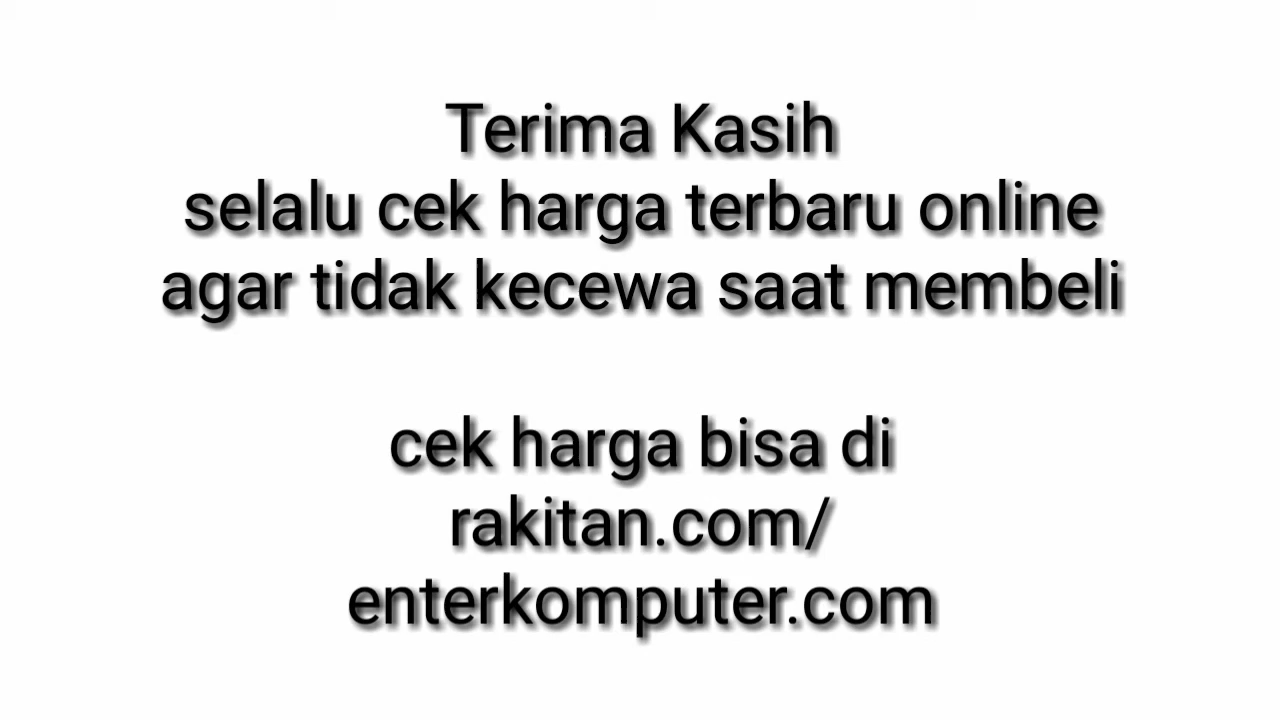 Terima Kasih
selalu cek harga terbaru online
agar tidak kecewa saat membeli
cek harga bisa di
rakitan.com/
enterkomputer.com